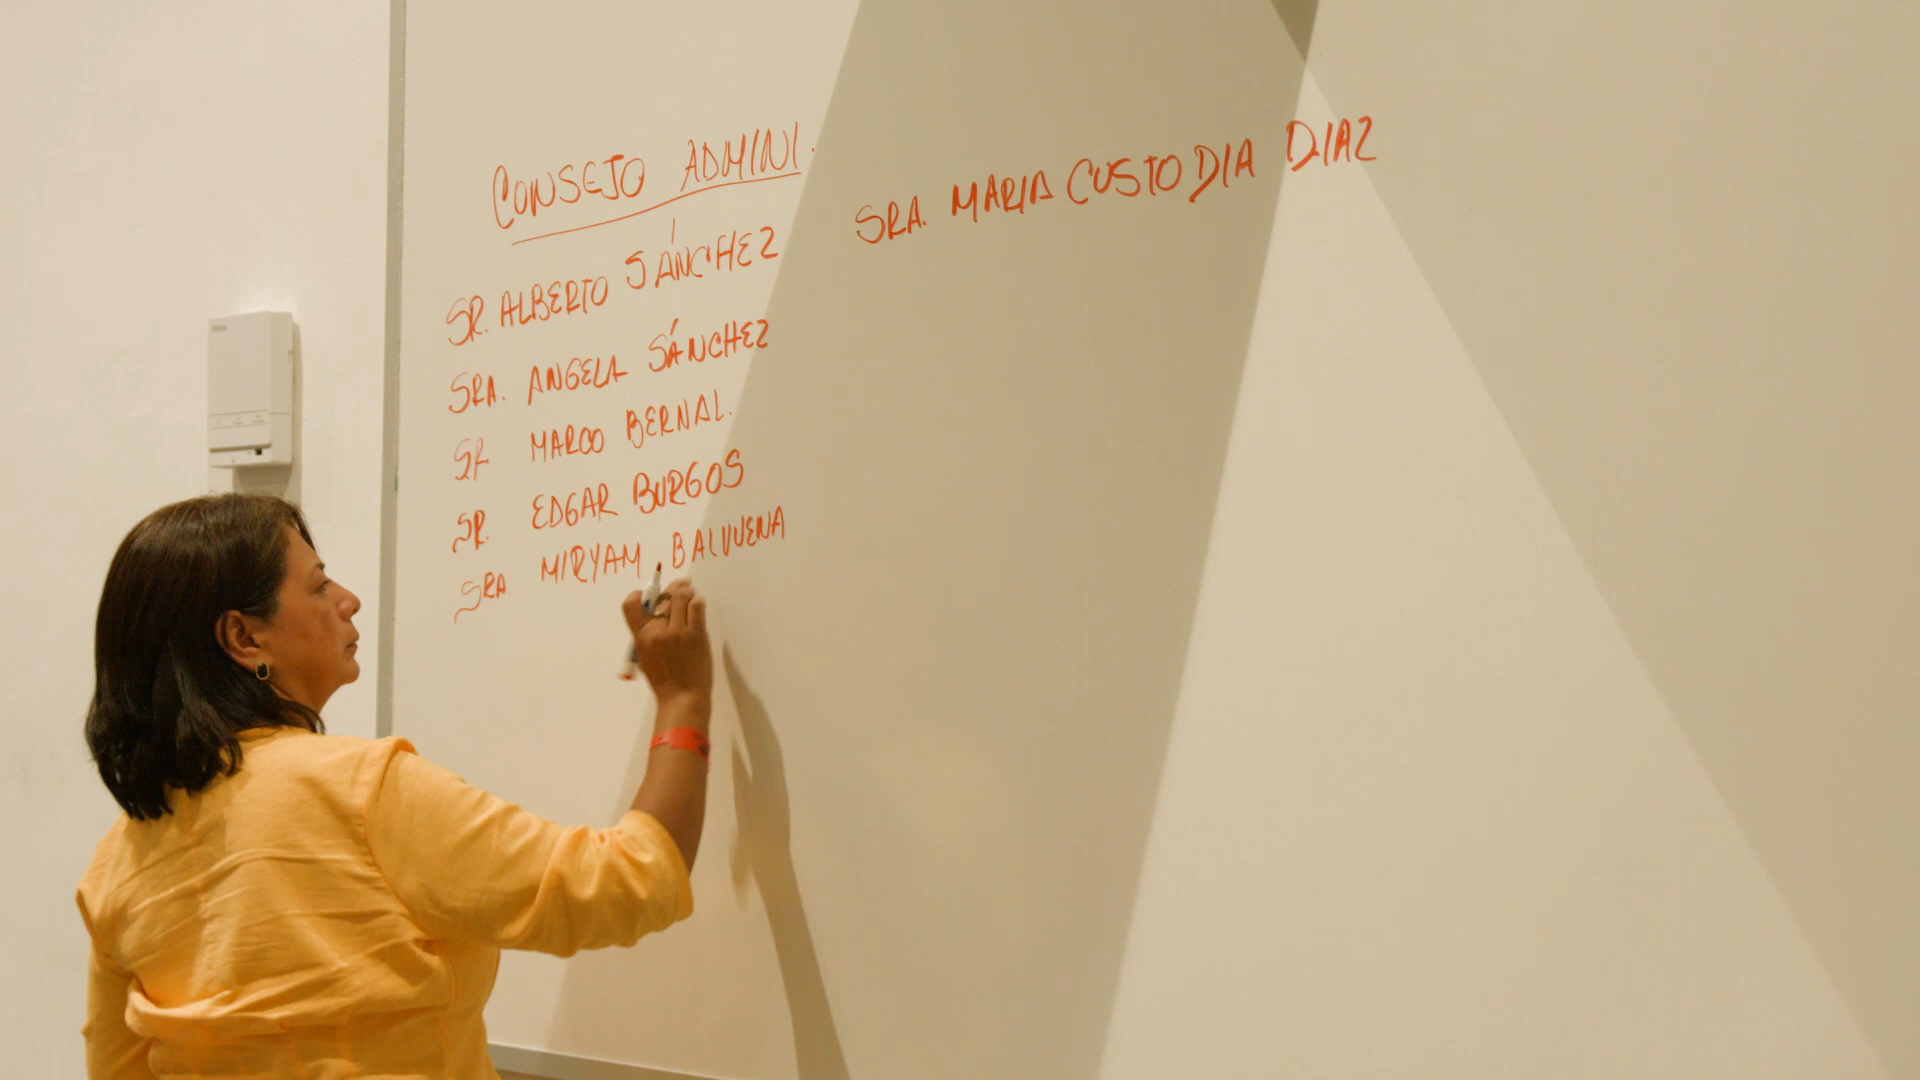 CONSEJO ADMINI.
SR. ALBERTO SÁNCHEZ
SRA. ANGELA SÁNCHEZ
SR MARCO BERNAL.
SR. EDGAR BURGOS
SRA MIRYAM BALVUENA
SRA. MARIA CUSTODIA DIAZ